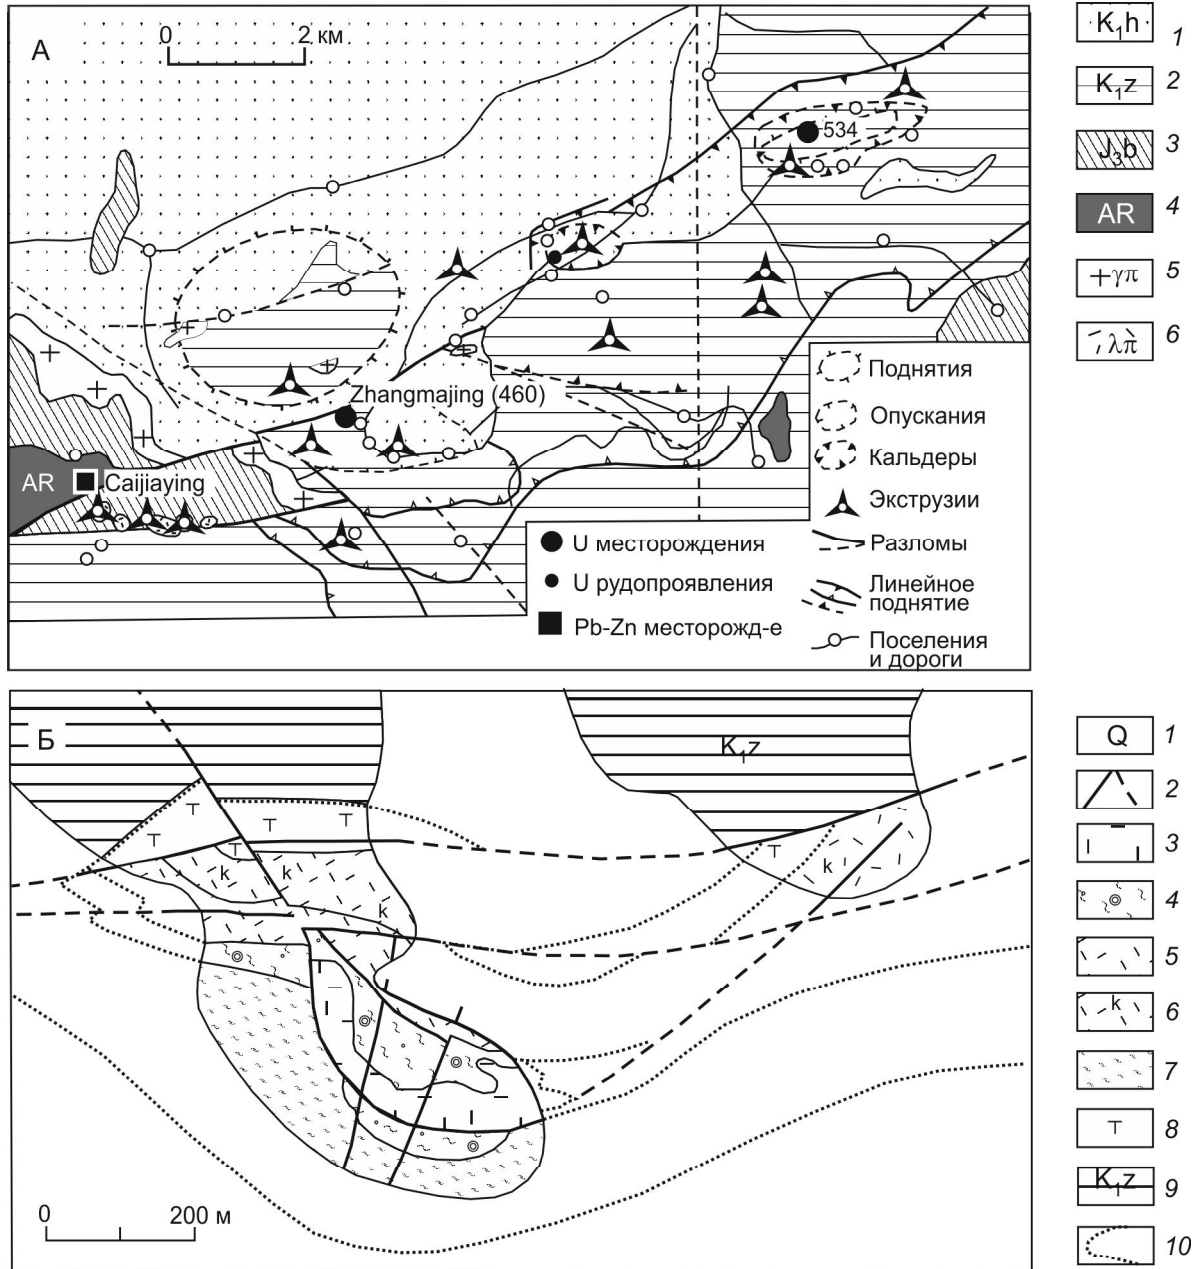 А
0 2 км
534
Zhangmajing (460)
AR
Caijiaying
Поднятия
Опускания
Кальдеры
Экструзии
Разломы
Линейное
поднятие
Поселения
и дороги
U месторождения
U рудопроявления
Pb-Zn месторожд-е
K₁h 1
K₁z 2
J₃b 3
AR 4
+γπ 5
λπ 6
Б
K₁z
T
T
T
T
T
k
k
k
k
0 200 м
Q 1
2
3
4
5
k 6
7
T 8
K₁z 9
10